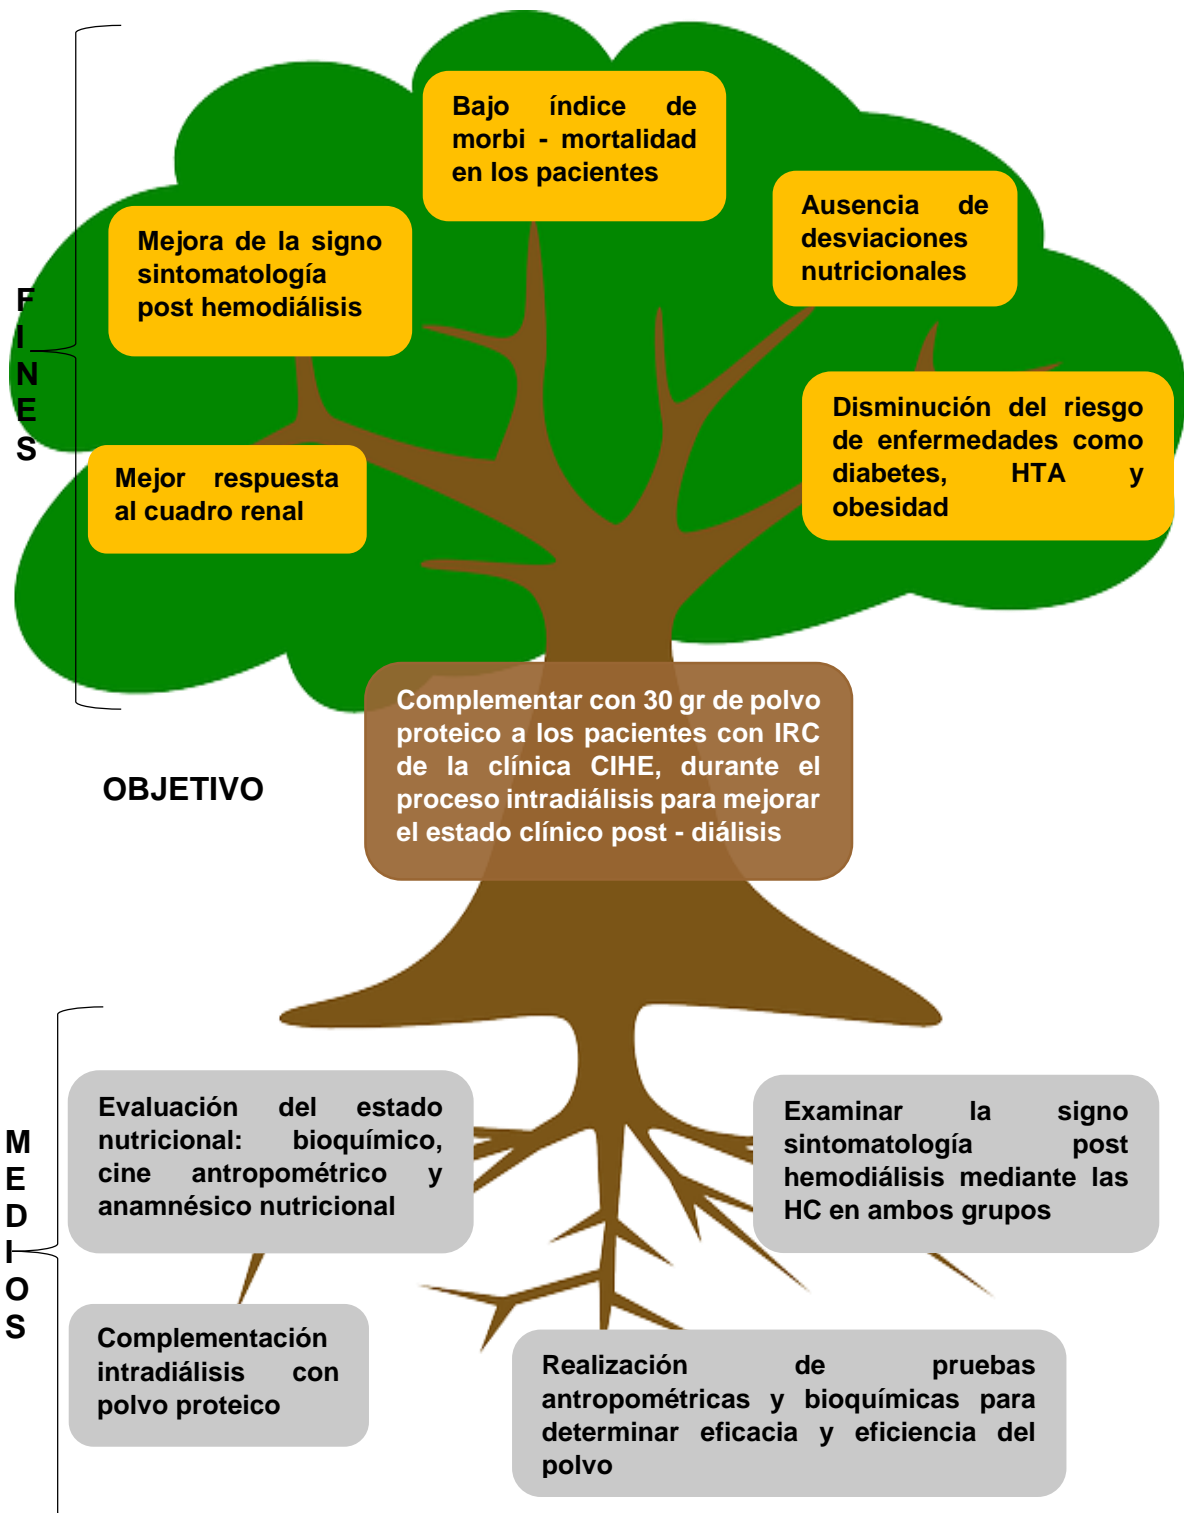 Bajo índice de
morbi - mortalidad
en los pacientes
Ausencia de
desviaciones
nutricionales
Mejora de la signo
sintomatología
post hemodiálisis
FINES
Disminución del riesgo
de enfermedades como
diabetes, HTA y
obesidad
Mejor respuesta
al cuadro renal
Complementar con 30 gr de polvo
proteico a los pacientes con IRC
de la clínica CIHE, durante el
proceso intradiálisis para mejorar
el estado clínico post - diálisis
OBJETIVO
Evaluación del estado
nutricional: bioquímico,
cine antropométrico y
anamnésico nutricional
Examinar la signo
sintomatología post
hemodiálisis mediante las
HC en ambos grupos
MEDIOS
Complementación
intradiálisis con
polvo proteico
Realización de pruebas
antropométricas y bioquímicas para
determinar eficacia y eficiencia del
polvo